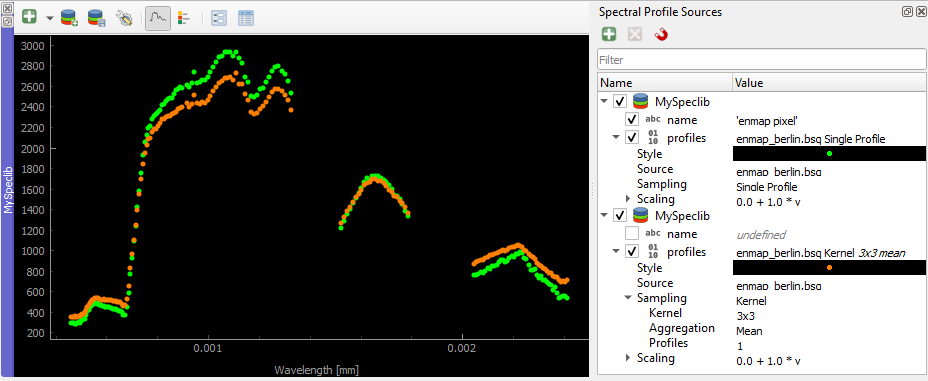 MySpeclib
3000
2800
2600
2400
2200
2000
1800
1600
1400
1200
1000
800
600
400
200
0.001
0.002
Wavelength [mm]
Spectral Profile Sources
Filter
Name Value
MySpeclib
abc name 'enmap pixel'
01 10 profiles enmap_berlin.bsq Single Profile
Style
Source enmap_berlin.bsq
Sampling Single Profile
Scaling 0.0 + 1.0 * v
MySpeclib
abc name undefined
01 10 profiles enmap_berlin.bsq Kernel 3x3 mean
Style
Source enmap_berlin.bsq
Sampling Kernel
Kernel 3x3
Aggregation Mean
Profiles 1
Scaling 0.0 + 1.0 * v